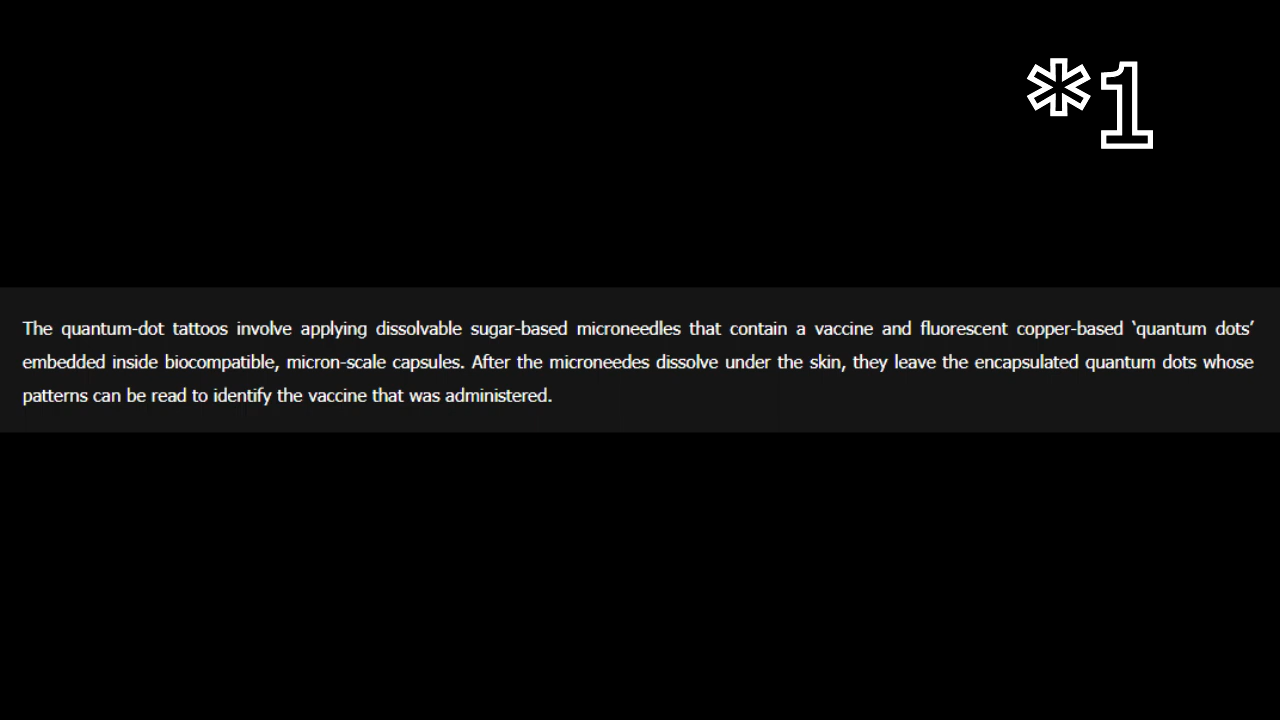 *1
The quantum-dot tattoos involve applying dissolvable sugar-based microneedles that contain a vaccine and fluorescent copper-based ‘quantum dots’
embedded inside biocompatible, micron-scale capsules. After the microneedes dissolve under the skin, they leave the encapsulated quantum dots whose
patterns can be read to identify the vaccine that was administered.